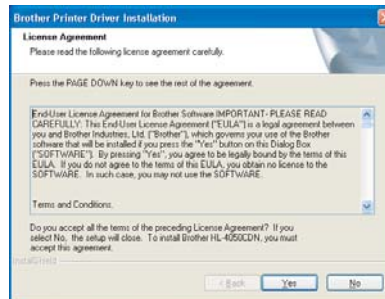 Brother Printer Driver Installation
License Agreement
Please read the following license agreement carefully.
Press the PAGE DOWN key to see the rest of the agreement.
End-User License Agreement for Brother Software IMPORTANT- PLEASE READ
CAREFULLY: This End-User License Agreement ("EULA") is a legal agreement between
you and Brother Industries, Ltd. ("Brother"), which governs your use of the Brother
software that will be installed if you press the "Yes" button on this Dialog Box
("SOFTWARE"). By pressing "Yes", you agree to be legally bound by the terms of this
EULA. If you do not agree to the terms of this EULA, you obtain no license to the
SOFTWARE. In such case, you may not use the SOFTWARE.
Terms and Conditions.
Do you accept all the terms of the preceding License Agreement? If you
select No, the setup will close. To install Brother HL-4050CDN, you must
accept this agreement.
InstallShield
< Back Yes No